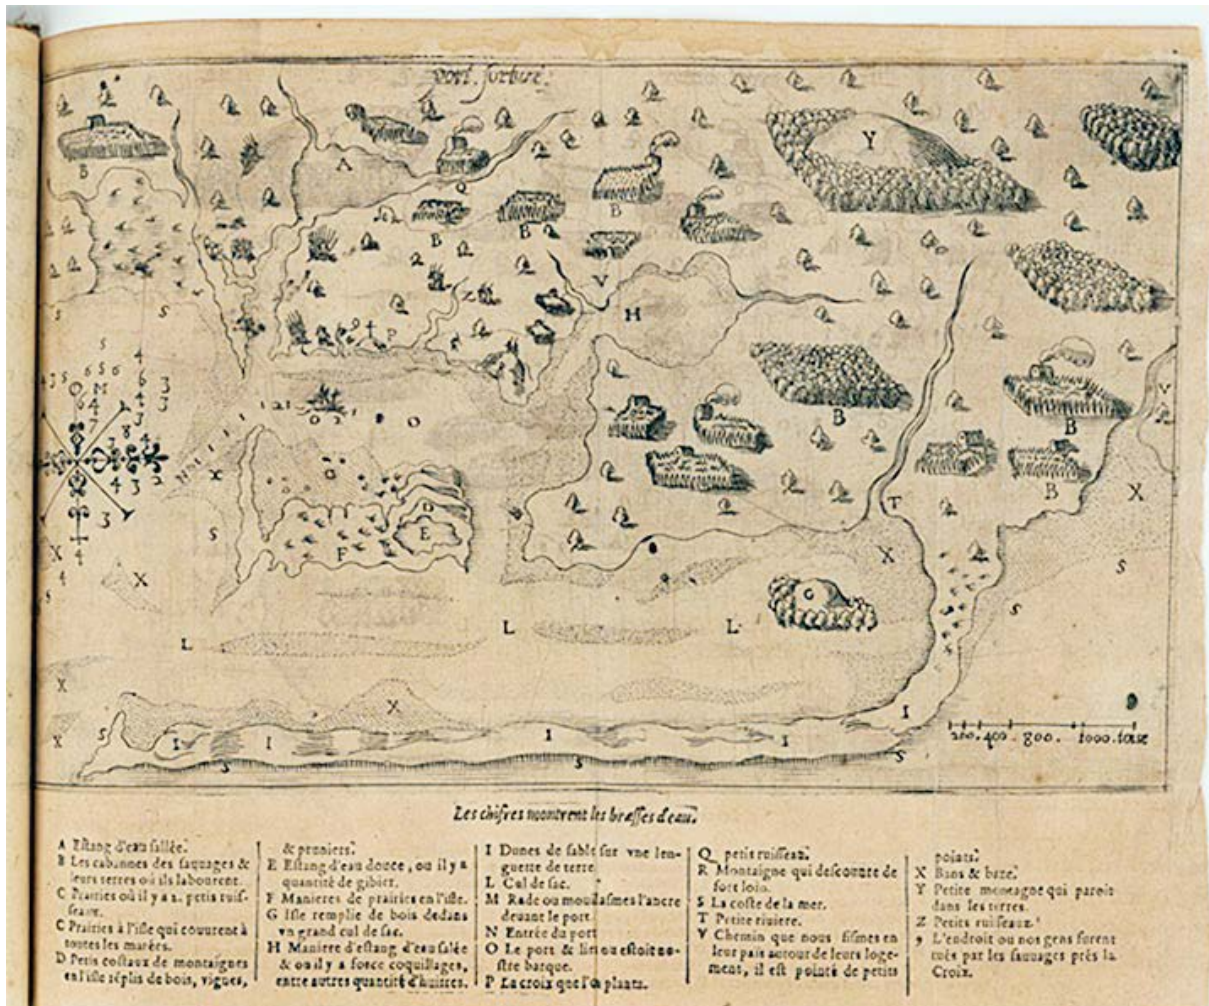 port fortuné.
200. 400. 800. 1000. toise
Les chifres montrent les brasses d'eau.
A Estang d'eau sallée.
B Les cabannes des sauuages &
leurs terres où ils labourent.
C Prairies où il y a 2. petis ruis-
seaux.
C Prairies à l'isle qui couurent à
toutes les marées.
D Petis costaux de montaignes
en l'isle réplis de bois, vignes,
& pruniers.
E Estang d'eau douce, ou il y a
quantité de gibier.
F Manieres de prairies en l'isle.
G Isle remplie de bois dedans
vn grand cul de sac.
H Maniere d'estang d'eau salée
& ou il y a force coquillages,
entre autres quantité d'huistres.
I Dunes de sable sur vne len-
guette de terre.
L Cul de sac.
M Rade ou mouillasmes l'ancre
deuant le port.
N Entrée du port
O Le port & lieu ou estoit no-
stre barque.
P La croix que l'on planta.
Q petit ruisseau.
R Montaigne qui descouure de
fort loin.
S La coste de la mer.
T Petite riuiere.
V Chemin que nous fismes en
leur pais autour de leurs loge-
ment, il est pointé de petits
points.
X Bans & baze.
Y Petite montagne qui paroit
dans les terres.
Z Petits ruisseaux.
9 L'endroit ou nos gens furent
tués par les sauuages prés la
Croix.